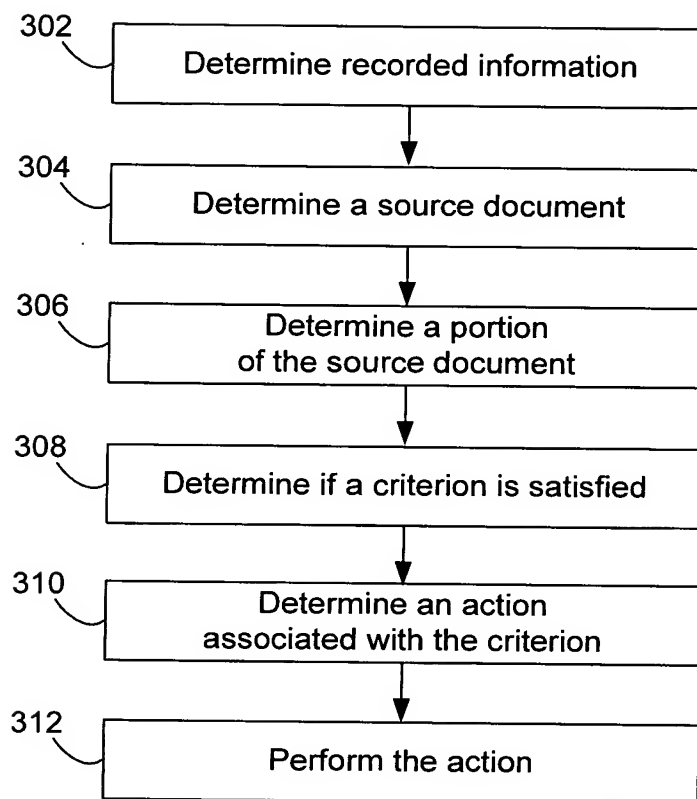 302
Determine recorded information
304
Determine a source document
306
Determine a portion
of the source document
308
Determine if a criterion is satisfied
310
Determine an action
associated with the criterion
312
Perform the action